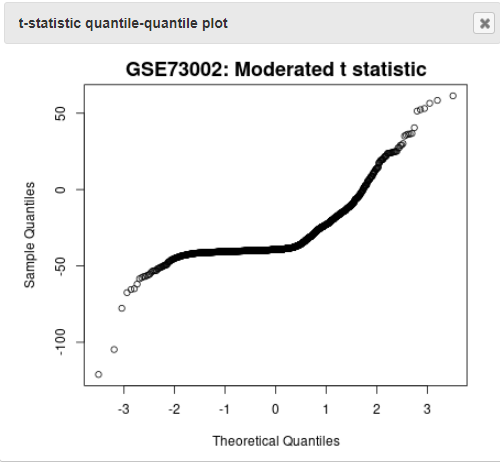 t-statistic quantile-quantile plot
GSE73002: Moderated t statistic
50
0
-50
-100
Sample Quantiles
-3 -2 -1 0 1 2 3
Theoretical Quantiles